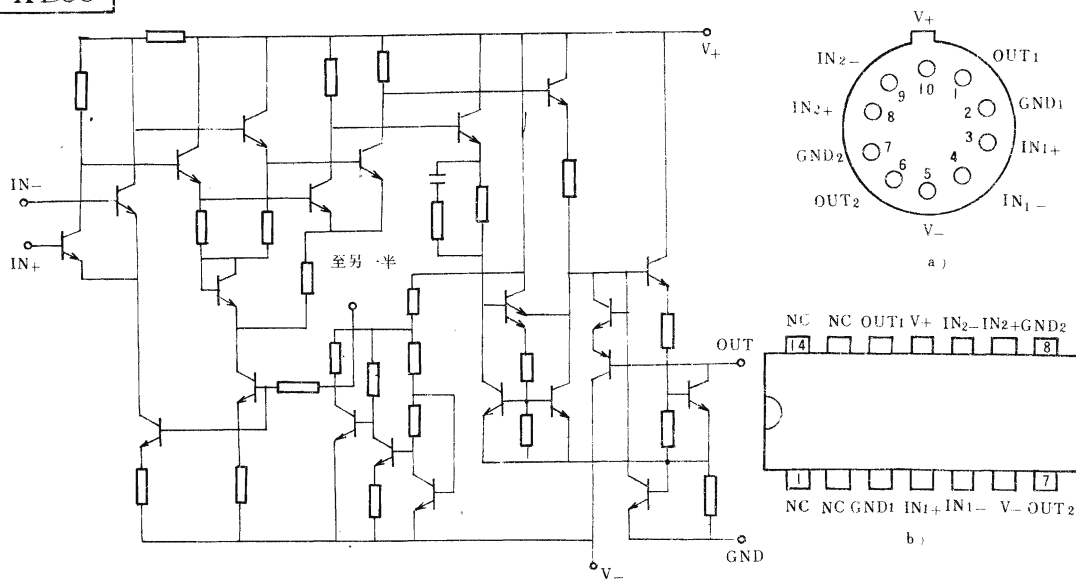 V+
IN−
IN+
至另一半
OUT
GND
V−
V+
IN2− OUT1
9 10 1
IN2+ 8 2 GND1
GND2 7 3 IN1+
OUT2 6 5 4 IN1−
V−
a)
NC NC OUT1 V+ IN2− IN2+ GND2
14 8
1 7
NC NC GND1 IN1+ IN1− V− OUT2
b)